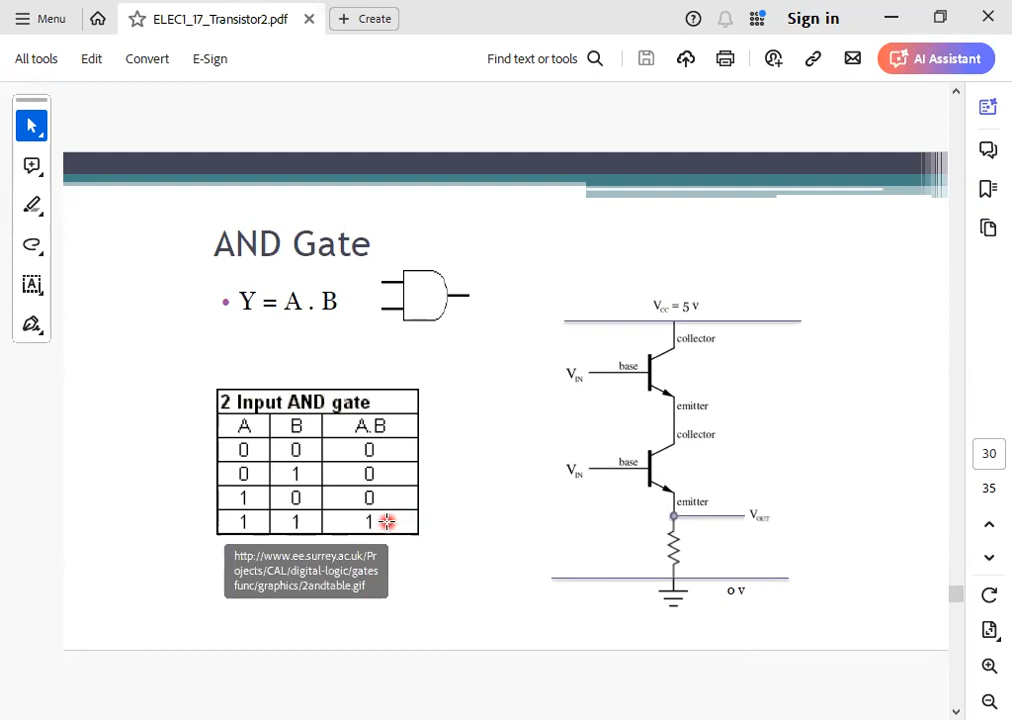 Menu
ELEC1_17_Transistor2.pdf
Create
Sign in
All tools
Edit
Convert
E-Sign
Find text or tools
AI Assistant
AND Gate
• Y = A . B
2 Input AND gate
A B A.B
0 0 0
0 1 0
1 0 0
1 1 1
http://www.ee.surrey.ac.uk/Pr
ojects/CAL/digital-logic/gates
func/graphics/2andtable.gif
VCC = 5 v
collector
VIN
base
emitter
collector
VIN
base
emitter
VOUT
0 v
30
35